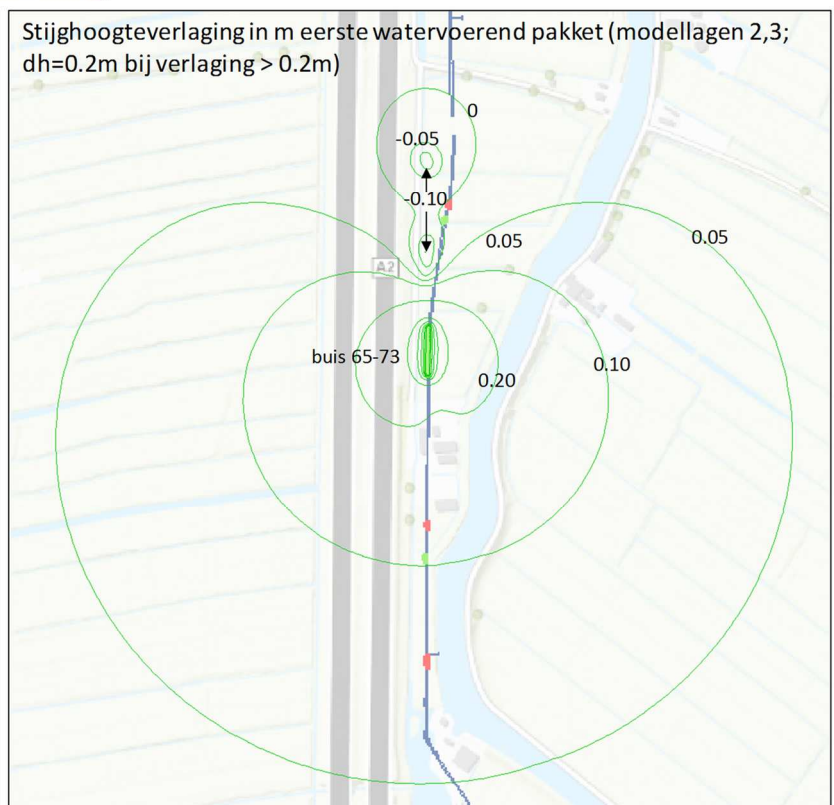 Stijghoogteverlaging in m eerste watervoerend pakket (modellagen 2,3;
dh=0.2m bij verlaging > 0.2m)
0
-0.05
-0.10
0.05
0.05
A2
buis 65-73
0.10
0.20